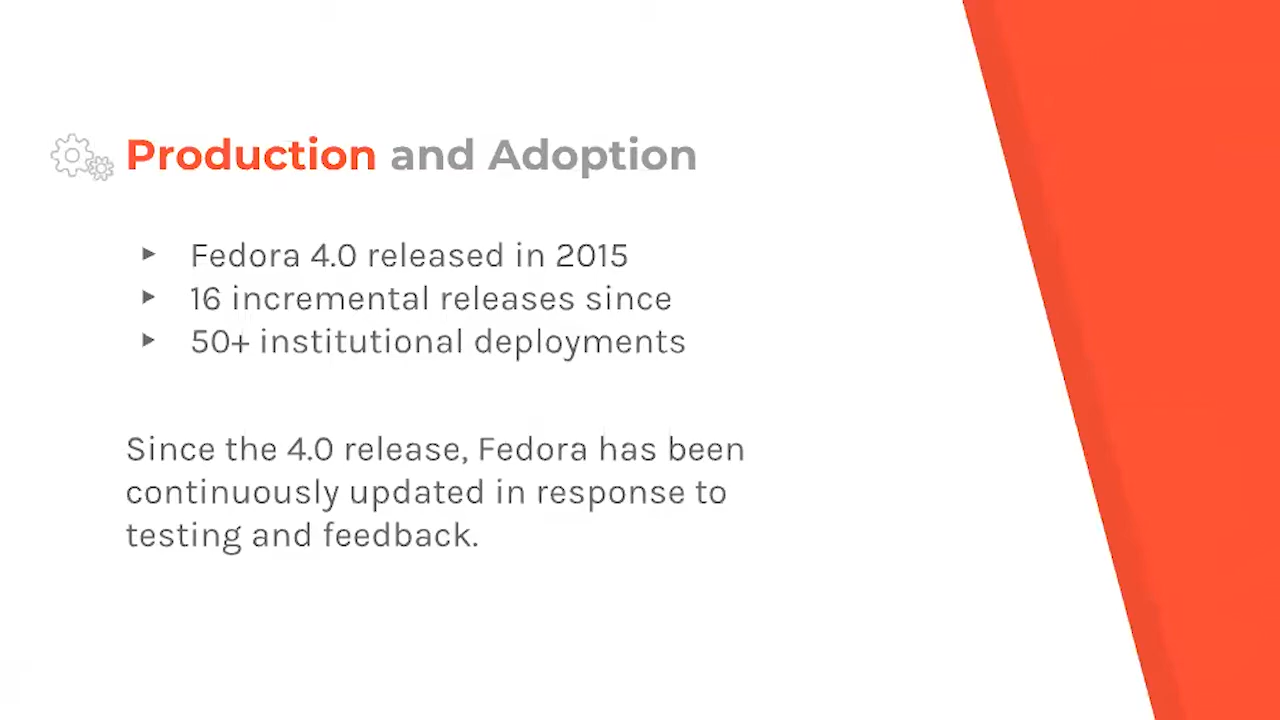 Production and Adoption
Fedora 4.0 released in 2015
16 incremental releases since
50+ institutional deployments
Since the 4.0 release, Fedora has been
continuously updated in response to
testing and feedback.